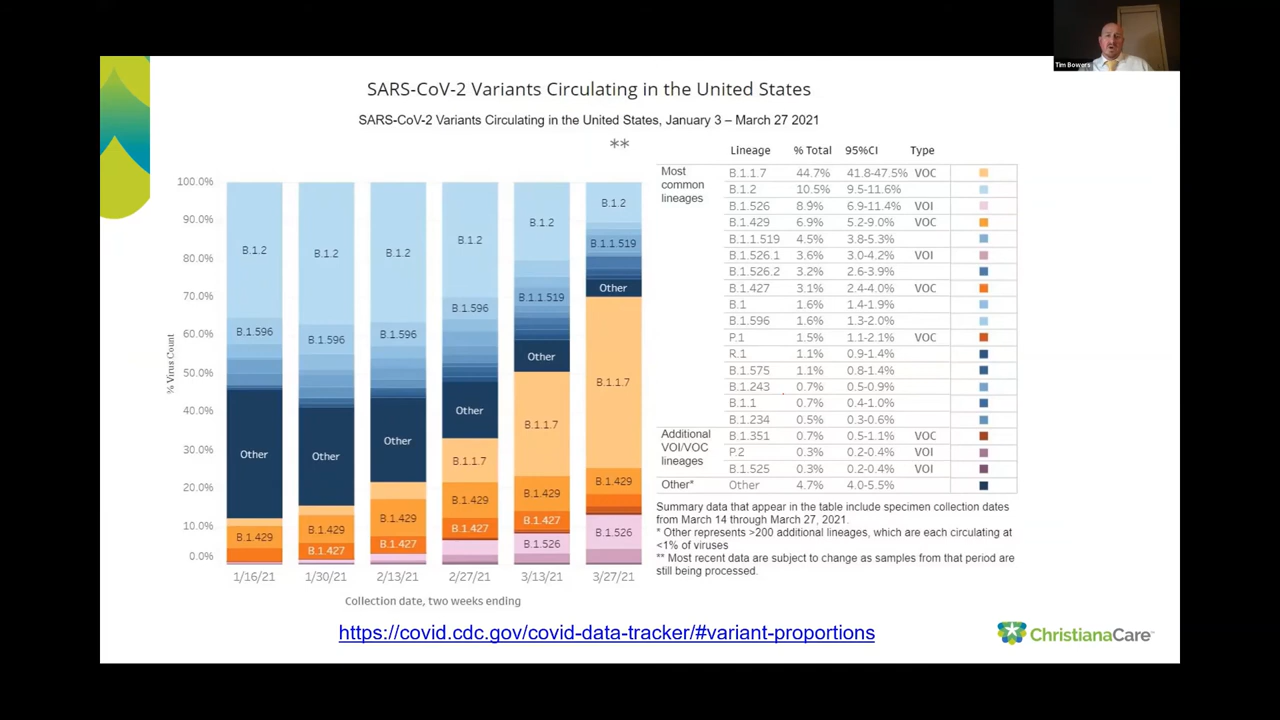 Tim Bowers
SARS-CoV-2 Variants Circulating in the United States
SARS-CoV-2 Variants Circulating in the United States, January 3 – March 27 2021
**
% Virus Count
100.0%
90.0%
80.0%
70.0%
60.0%
50.0%
40.0%
30.0%
20.0%
10.0%
0.0%
B.1.2
B.1.596
Other
B.1.429
1/16/21
B.1.2
B.1.596
Other
B.1.429
B.1.427
1/30/21
B.1.2
B.1.596
Other
B.1.429
B.1.427
2/13/21
B.1.2
B.1.596
Other
B.1.1.7
B.1.429
B.1.427
2/27/21
B.1.2
B.1.1.519
Other
B.1.1.7
B.1.429
B.1.427
B.1.526
3/13/21
B.1.2
B.1.1.519
Other
B.1.1.7
B.1.429
B.1.526
3/27/21
Collection date, two weeks ending
Lineage % Total 95%CI Type
Most common lineages
B.1.1.7 44.7% 41.8-47.5% VOC
B.1.2 10.5% 9.5-11.6%
B.1.526 8.9% 6.9-11.4% VOI
B.1.429 6.9% 5.2-9.0% VOC
B.1.1.519 4.5% 3.8-5.3%
B.1.526.1 3.6% 3.0-4.2% VOI
B.1.526.2 3.2% 2.6-3.9%
B.1.427 3.1% 2.4-4.0% VOC
B.1 1.6% 1.4-1.9%
B.1.596 1.6% 1.3-2.0%
P.1 1.5% 1.1-2.1% VOC
R.1 1.1% 0.9-1.4%
B.1.575 1.1% 0.8-1.4%
B.1.243 0.7% 0.5-0.9%
B.1.1 0.7% 0.4-1.0%
B.1.234 0.5% 0.3-0.6%
Additional VOI/VOC lineages
B.1.351 0.7% 0.5-1.1% VOC
P.2 0.3% 0.2-0.4% VOI
B.1.525 0.3% 0.2-0.4% VOI
Other* Other 4.7% 4.0-5.5%
Summary data that appear in the table include specimen collection dates
from March 14 through March 27, 2021.
* Other represents >200 additional lineages, which are each circulating at
<1% of viruses
** Most recent data are subject to change as samples from that period are
still being processed.
https://covid.cdc.gov/covid-data-tracker/#variant-proportions
ChristianaCare™